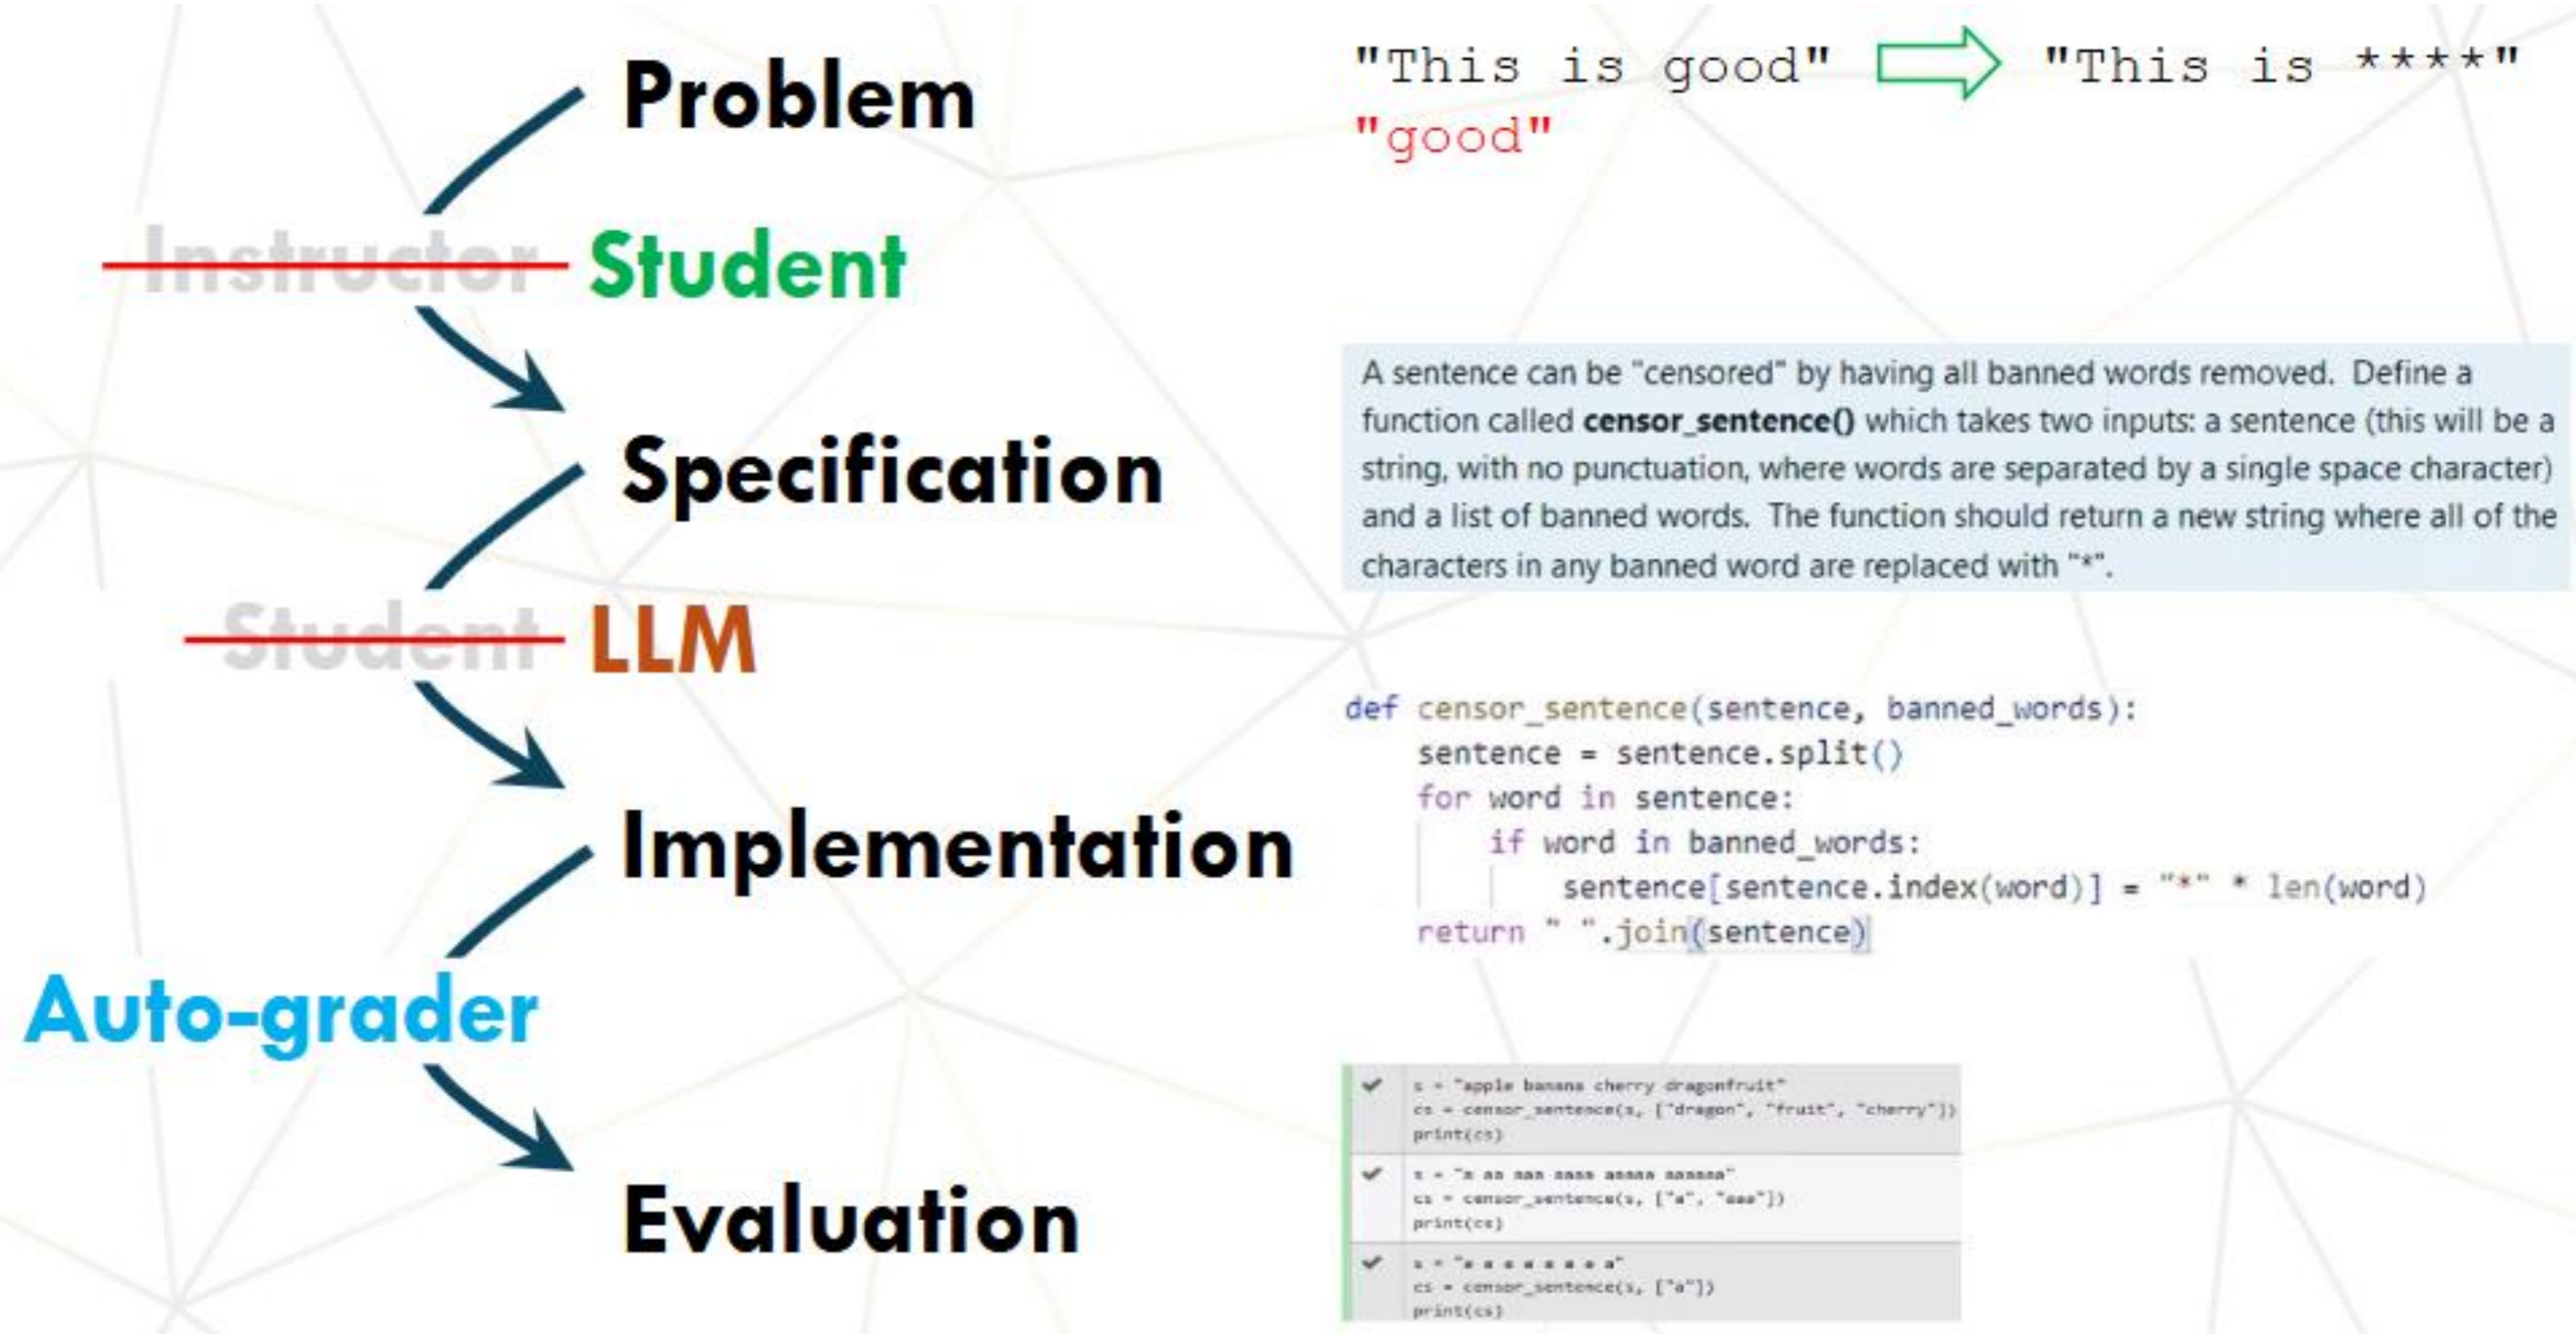 Problem
Instructor Student
Specification
Student LLM
Implementation
Auto-grader
Evaluation
"This is good" "This is ****"
"good"
A sentence can be "censored" by having all banned words removed. Define a
function called censor_sentence() which takes two inputs: a sentence (this will be a
string, with no punctuation, where words are separated by a single space character)
and a list of banned words. The function should return a new string where all of the
characters in any banned word are replaced with "*".
def censor_sentence(sentence, banned_words):
sentence = sentence.split()
for word in sentence:
if word in banned_words:
sentence[sentence.index(word)] = "*" * len(word)
return " ".join(sentence)
s = "apple banana cherry dragonfruit"
cs = censor_sentence(s, ["dragon", "fruit", "cherry"])
print(cs)
s = "a aa aaa aaaa aaaaa aaaaaa"
cs = censor_sentence(s, ["a", "aaa"])
print(cs)
s = "a a a a a a a a"
cs = censor_sentence(s, ["a"])
print(cs)